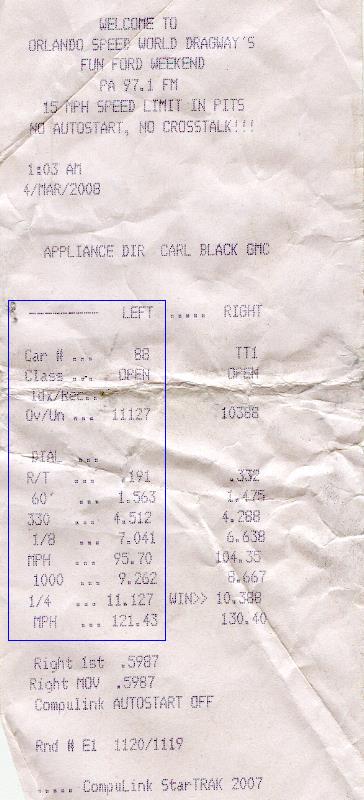 WELCOME TO
ORLANDO SPEED WORLD DRAGWAY'S
FUN FORD WEEKEND
PA 97.1 FM
15 MPH SPEED LIMIT IN PITS
NO AUTOSTART, NO CROSSTALK!!!
1:03 AM
4/MAR/2008
APPLIANCE DIR CARL BLACK GMC
-------- LEFT ..... RIGHT
Car # ... 88 TT1
Class ... OPEN OPEN
Idx/Rec..
Ov/Un ... 11127 10388
DIAL ...
R/T ... .191 .332
60' ... 1.563 1.475
330 ... 4.512 4.288
1/8 ... 7.041 6.638
MPH ... 95.70 104.35
1000 ... 9.262 8.667
1/4 ... 11.127 WIN>> 10.388
MPH ... 121.43 130.40
Right 1st .5987
Right MOV .5987
Compulink AUTOSTART OFF
Rnd # E1 1120/1119
..... CompuLink StarTRAK 2007